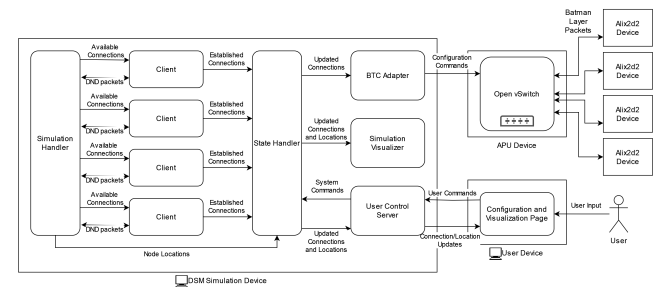 Batman
Layer
Packets
Alix2d2
Device
Available
Connections
Established
Connections
Updated
Connections
Configuration
Commands
Client
BTC Adapter
Open vSwitch
Alix2d2
Device
DND packets
Available
Connections
Established
Connections
Alix2d2
Device
Client
Updated
Connections
and Locations
DND packets
Simulation
Handler
State Handler
Simulation
Visualizer
APU Device
Alix2d2
Device
Available
Connections
Established
Connections
Client
DND packets
System
Commands
Available
Connections
Established
Connections
User Commands
Client
User Control
Server
Configuration and
Visualization Page
User Input
DND packets
Updated
Connections
and Locations
Connection/Location
Updates
User
Node Locations
User Device
DSM Simulation Device